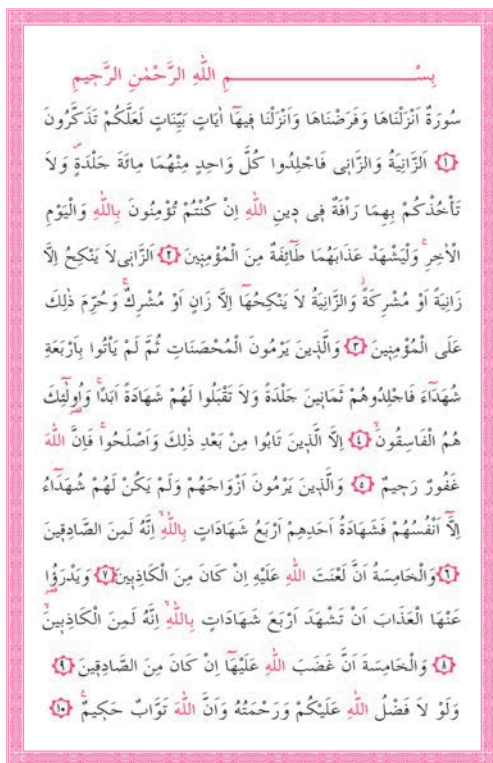 بِسْــــــــــــــــمِ اللّٰهِ الرَّحْمٰنِ الرَّحٖيمِ
سُورَةٌ اَنْزَلْنَاهَا وَفَرَضْنَاهَا وَاَنْزَلْنَا فٖيهَٓا اٰيَاتٍ بَيِّنَاتٍ لَعَلَّكُمْ تَذَكَّرُونَ
﴿١﴾ اَلزَّانِيَةُ وَالزَّانٖى فَاجْلِدُوا كُلَّ وَاحِدٍ مِنْهُمَا مِائَةَ جَلْدَةٍۖ وَلَا
تَأْخُذْكُمْ بِهِمَا رَاْفَةٌ فٖى دٖينِ اللّٰهِ اِنْ كُنْتُمْ تُؤْمِنُونَ بِاللّٰهِ وَالْيَوْمِ
الْاٰخِرِۚ وَلْيَشْهَدْ عَذَابَهُمَا طَٓائِفَةٌ مِنَ الْمُؤْمِنٖينَ ﴿٢﴾ اَلزَّانٖى لَا يَنْكِحُ اِلَّا
زَانِيَةً اَوْ مُشْرِكَةًۘ وَالزَّانِيَةُ لَا يَنْكِحُهَٓا اِلَّا زَانٍ اَوْ مُشْرِكٌۚ وَحُرِّمَ ذٰلِكَ
عَلَى الْمُؤْمِنٖينَ ﴿٣﴾ وَالَّذٖينَ يَرْمُونَ الْمُحْصَنَاتِ ثُمَّ لَمْ يَاْتُوا بِاَرْبَعَةِ
شُهَدَٓاءَ فَاجْلِدُوهُمْ ثَمَانٖينَ جَلْدَةً وَلَا تَقْبَلُوا لَهُمْ شَهَادَةً اَبَدًاۚ وَاُو۬لٰٓئِكَ
هُمُ الْفَاسِقُونَۙ ﴿٤﴾ اِلَّا الَّذٖينَ تَابُوا مِنْ بَعْدِ ذٰلِكَ وَاَصْلَحُواۚ فَاِنَّ اللّٰهَ
غَفُورٌ رَحٖيمٌ ﴿٥﴾ وَالَّذٖينَ يَرْمُونَ اَزْوَاجَهُمْ وَلَمْ يَكُنْ لَهُمْ شُهَدَٓاءُ
اِلَّٓا اَنْفُسُهُمْ فَشَهَادَةُ اَحَدِهِمْ اَرْبَعُ شَهَادَاتٍ بِاللّٰهِۙ اِنَّهُ لَمِنَ الصَّادِقٖينَ
﴿٦﴾ وَالْخَامِسَةُ اَنَّ لَعْنَتَ اللّٰهِ عَلَيْهِ اِنْ كَانَ مِنَ الْكَاذِبٖينَ ﴿٧﴾ وَيَدْرَؤُ۬ا
عَنْهَا الْعَذَابَ اَنْ تَشْهَدَ اَرْبَعَ شَهَادَاتٍ بِاللّٰهِۙ اِنَّهُ لَمِنَ الْكَاذِبٖينَۙ
﴿٨﴾ وَالْخَامِسَةَ اَنَّ غَضَبَ اللّٰهِ عَلَيْهَٓا اِنْ كَانَ مِنَ الصَّادِقٖينَ ﴿٩﴾
وَلَوْ لَا فَضْلُ اللّٰهِ عَلَيْكُمْ وَرَحْمَتُهُ وَاَنَّ اللّٰهَ تَوَّابٌ حَكٖيمٌۚ ﴿١٠﴾